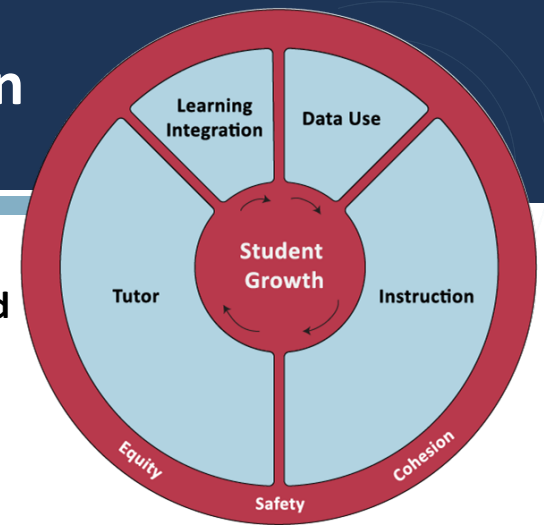 n
Learning
Integration
Data Use
Student
Growth
d
Tutor
Instruction
Equity
Safety
Cohesion